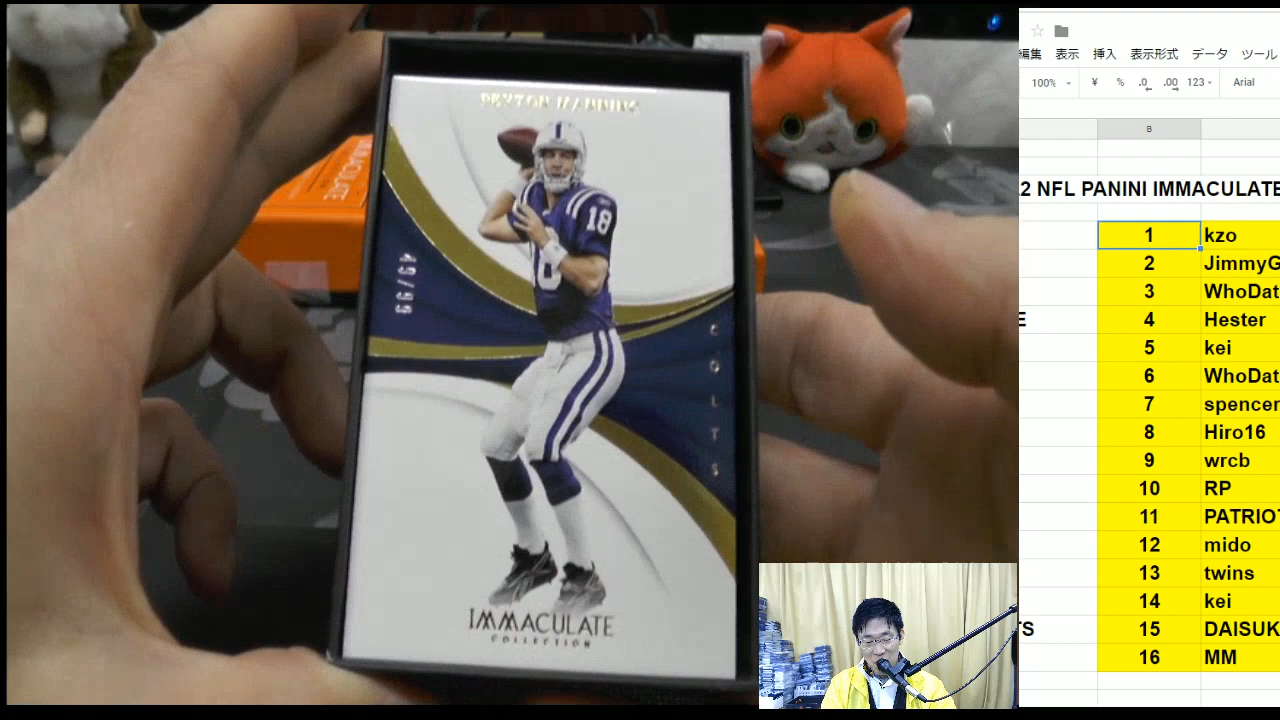 PEYTON MANNING
18
18
49/99
COLTS
IMMACULATE
COLLECTION
IMMACULATE
編集 表示 挿入 表示形式 データ ツール
100% ¥ % .0 .00 123 Arial
B
2 NFL PANINI IMMACULATE
1 kzo
2 JimmyG
3 WhoDat
E 4 Hester
5 kei
6 WhoDat
7 spencer
8 Hiro16
9 wrcb
10 RP
11 PATRIOT
12 mido
13 twins
14 kei
TS 15 DAISUK
16 MM